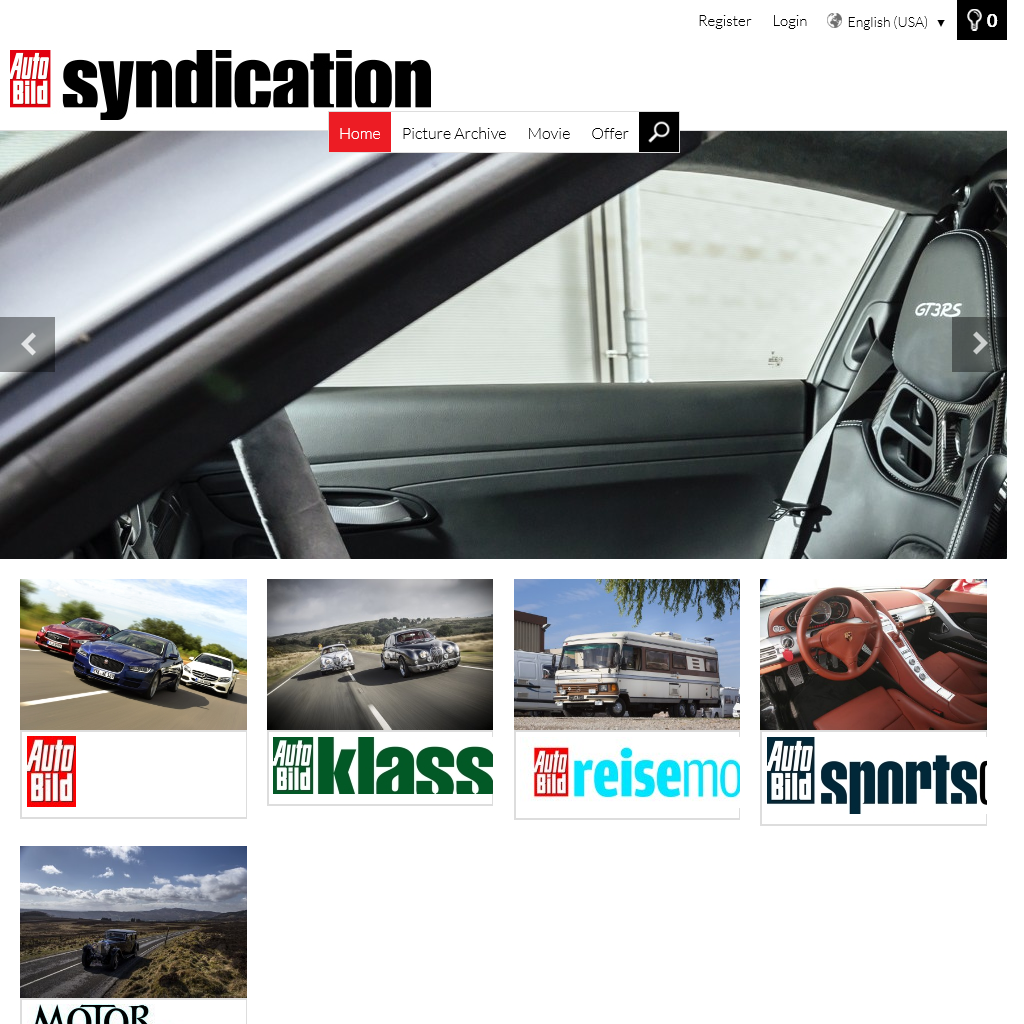 Register Login English (USA) ▼ 0
Auto Bild syndication
Home Picture Archive Movie Offer
GT3RS
Auto Bild
Auto Bild klass
Auto Bild reisemo
Auto Bild sports
MOTOR